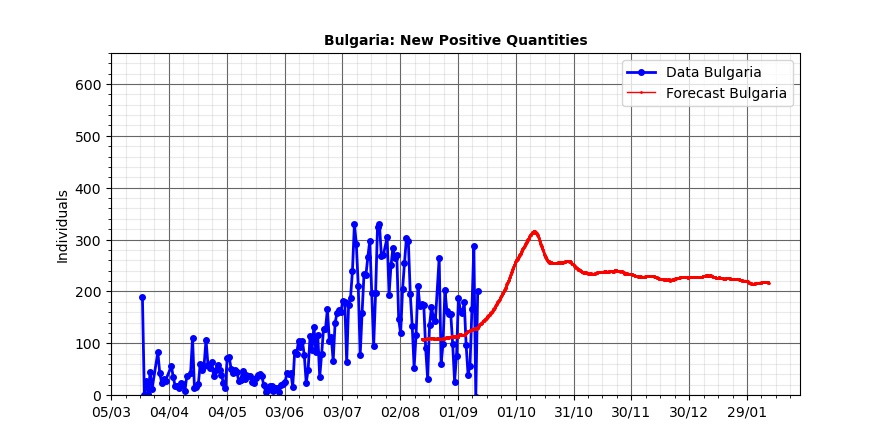 Bulgaria: New Positive Quantities
Data Bulgaria
Forecast Bulgaria
Individuals
600
500
400
300
200
100
0
05/03 04/04 04/05 03/06 03/07 02/08 01/09 01/10 31/10 30/11 30/12 29/01